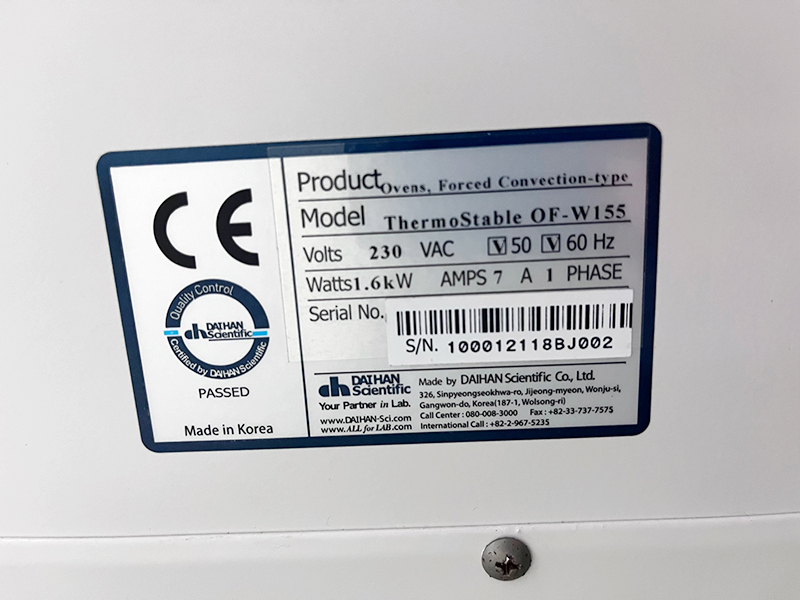 CE
Quality Control
DAIHAN
Scientific
Certified by DAIHAN Scientific
PASSED
Made in Korea
Product Ovens, Forced Convection-type
Model ThermoStable OF-W155
Volts 230 VAC V 50 V 60 Hz
Watts 1.6kW AMPS 7 A 1 PHASE
Serial No.
S/N. 100012118BJ002
dh DAIHAN Scientific
Your Partner in Lab.
www.DAIHAN-Sci.com
www.ALLforLAB.com
Made by DAIHAN Scientific Co., Ltd.
326, Sinpyeongseokhwa-ro, Jijeong-myeon, Wonju-si,
Gangwon-do, Korea(187-1, Wolsong-ri)
Call Center : 080-008-3000 Fax : +82-33-737-7575
International Call : +82-2-967-5235